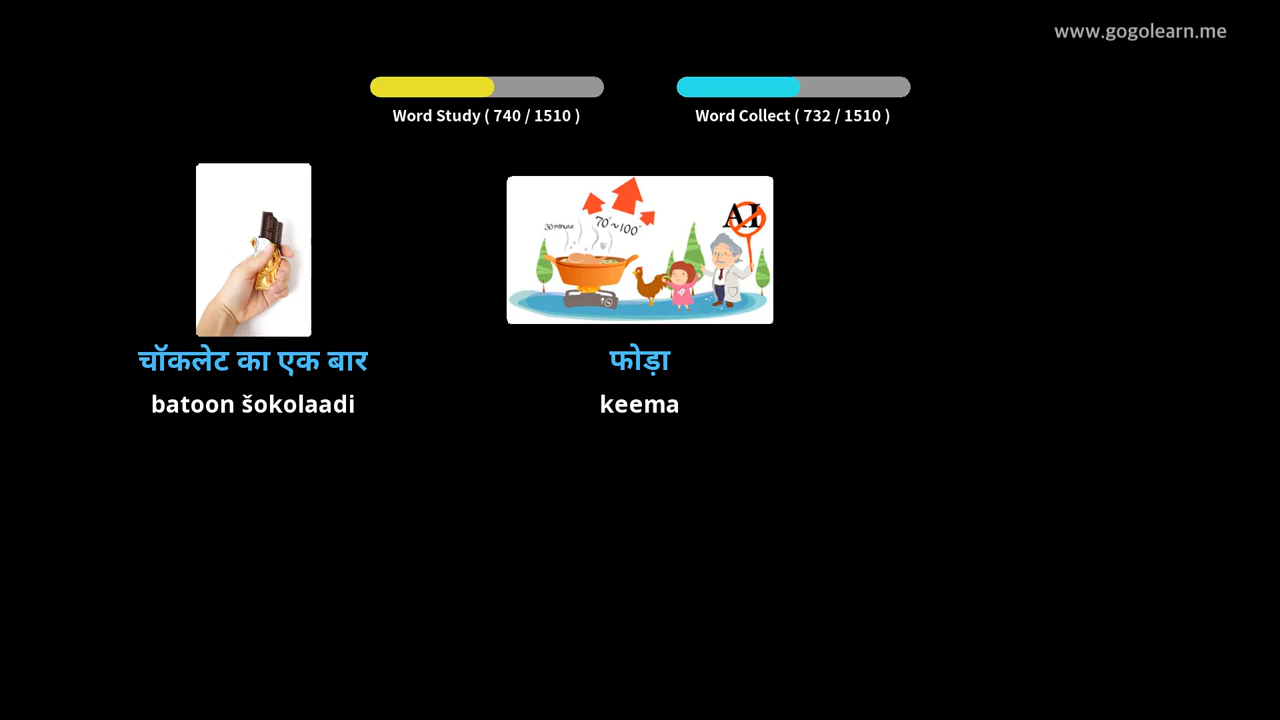 www.gogolearn.me
Word Study ( 740 / 1510 )
Word Collect ( 732 / 1510 )
30 minute
70°~100°
AI
चॉकलेट का एक बार
फोड़ा
batoon šokolaadi
keema